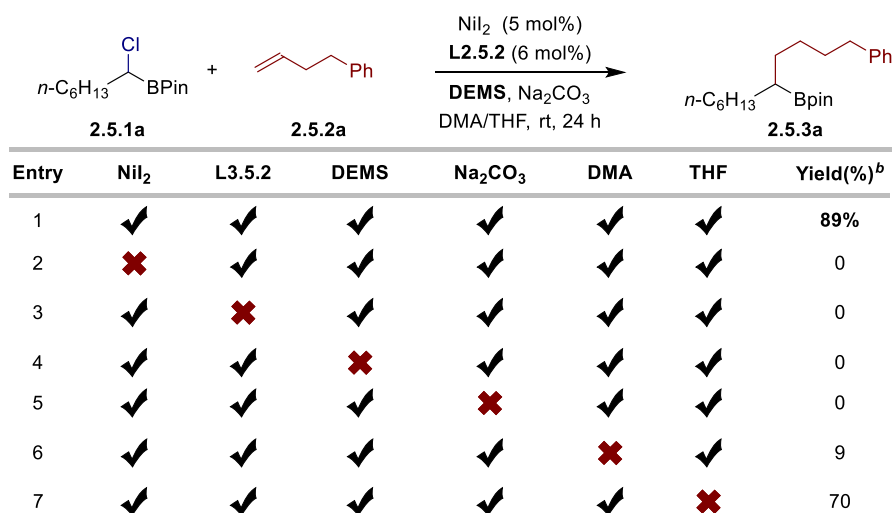 Cl
n-C6H13 BPin
2.5.1a
+
Ph
2.5.2a
NiI2 (5 mol%)
L2.5.2 (6 mol%)
DEMS, Na2CO3
DMA/THF, rt, 24 h
Ph
n-C6H13 Bpin
2.5.3a
Entry NiI2 L3.5.2 DEMS Na2CO3 DMA THF Yield(%)b
1 ✔ ✔ ✔ ✔ ✔ ✔ 89%
2 ✖ ✔ ✔ ✔ ✔ ✔ 0
3 ✔ ✖ ✔ ✔ ✔ ✔ 0
4 ✔ ✔ ✖ ✔ ✔ ✔ 0
5 ✔ ✔ ✔ ✖ ✔ ✔ 0
6 ✔ ✔ ✔ ✔ ✖ ✔ 9
7 ✔ ✔ ✔ ✔ ✔ ✖ 70